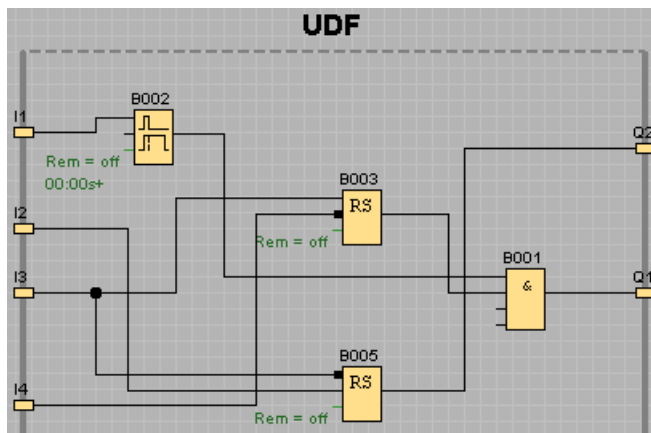 UDF
B002
I1
Q2
Rem = off
00:00s+
B003
RS
I2
Rem = off
B001
&
I3
Q1
B005
RS
I4
Rem = off